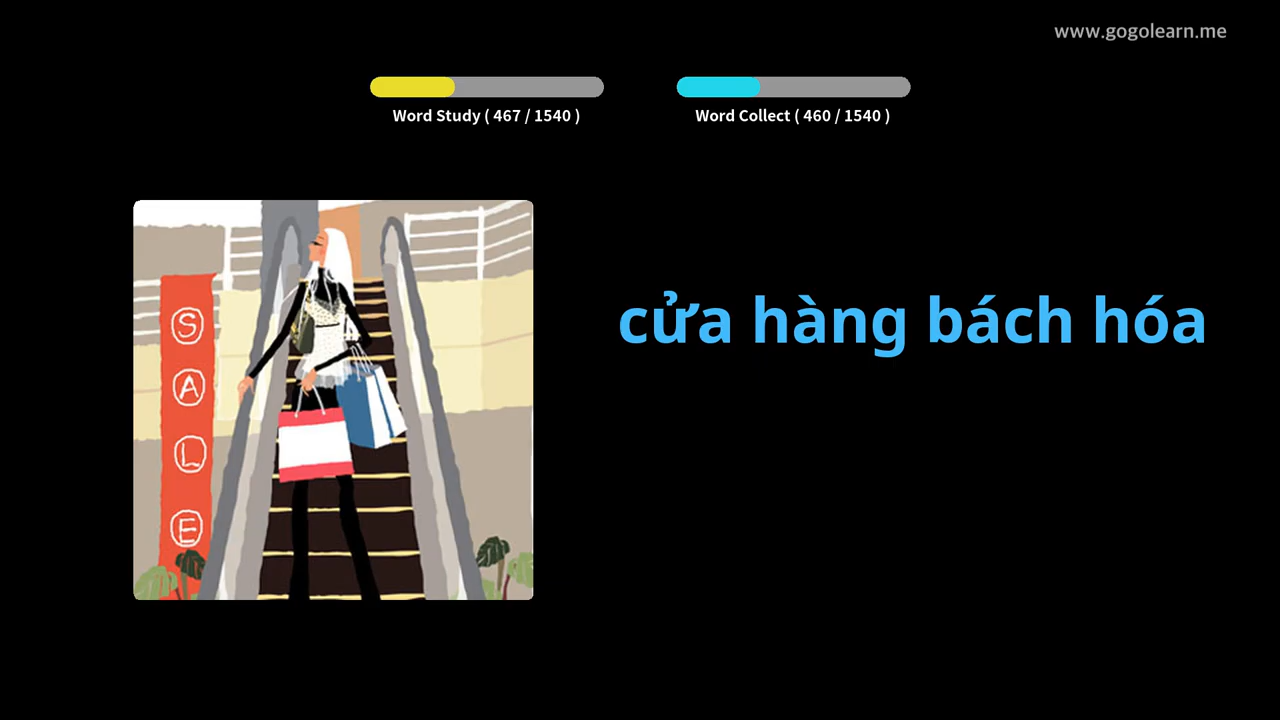 www.gogolearn.me
Word Study ( 467 / 1540 )
Word Collect ( 460 / 1540 )
SALE
cửa hàng bách hóa